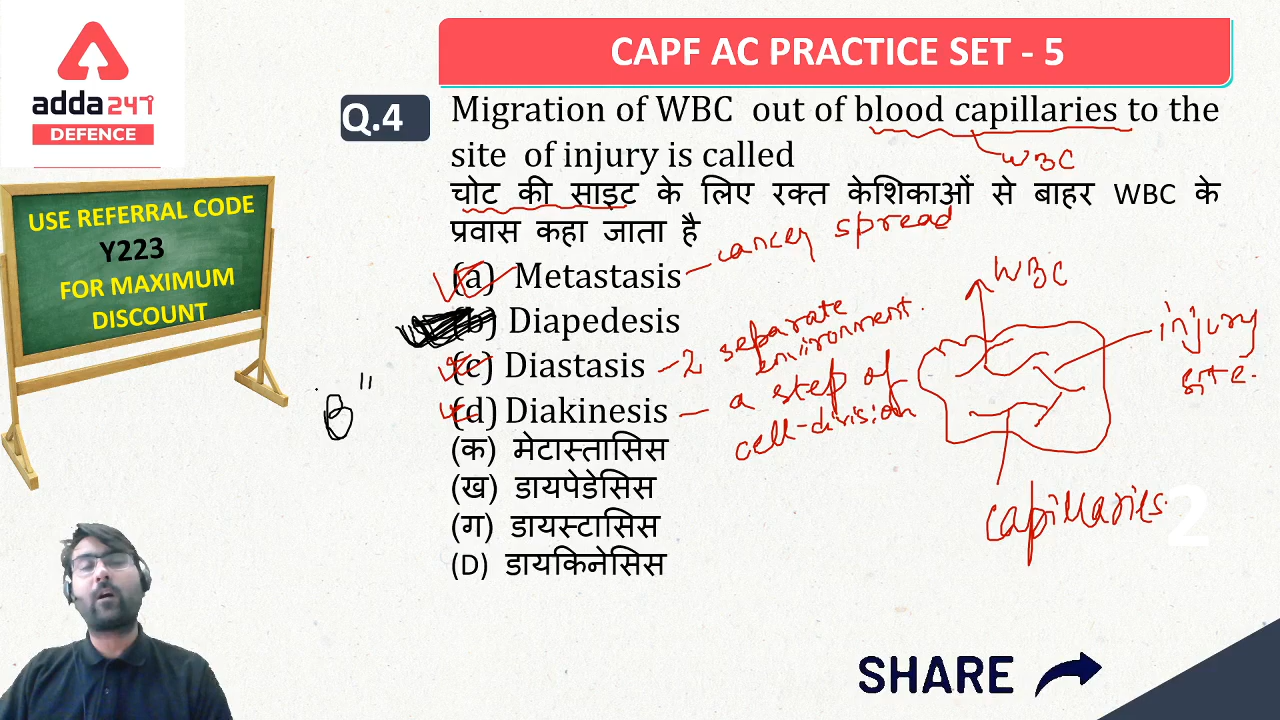 adda247
DEFENCE
USE REFERRAL CODE
Y223
FOR MAXIMUM
DISCOUNT
CAPF AC PRACTICE SET - 5
Q.4
Migration of WBC out of blood capillaries to the
site of injury is called
WBC
चोट की साइट के लिए रक्त केशिकाओं से बाहर WBC के
प्रवास कहा जाता है
(a) Metastasis
cancer spread
(b) Diapedesis
(c) Diastasis
2 separate
environment.
(d) Diakinesis
a step of
cell-division
(क) मेटास्तासिस
(ख) डायपेडेसिस
(ग) डायस्टासिस
(D) डायकिनेसिस
WBC
injury
site.
capillaries.
2
SHARE